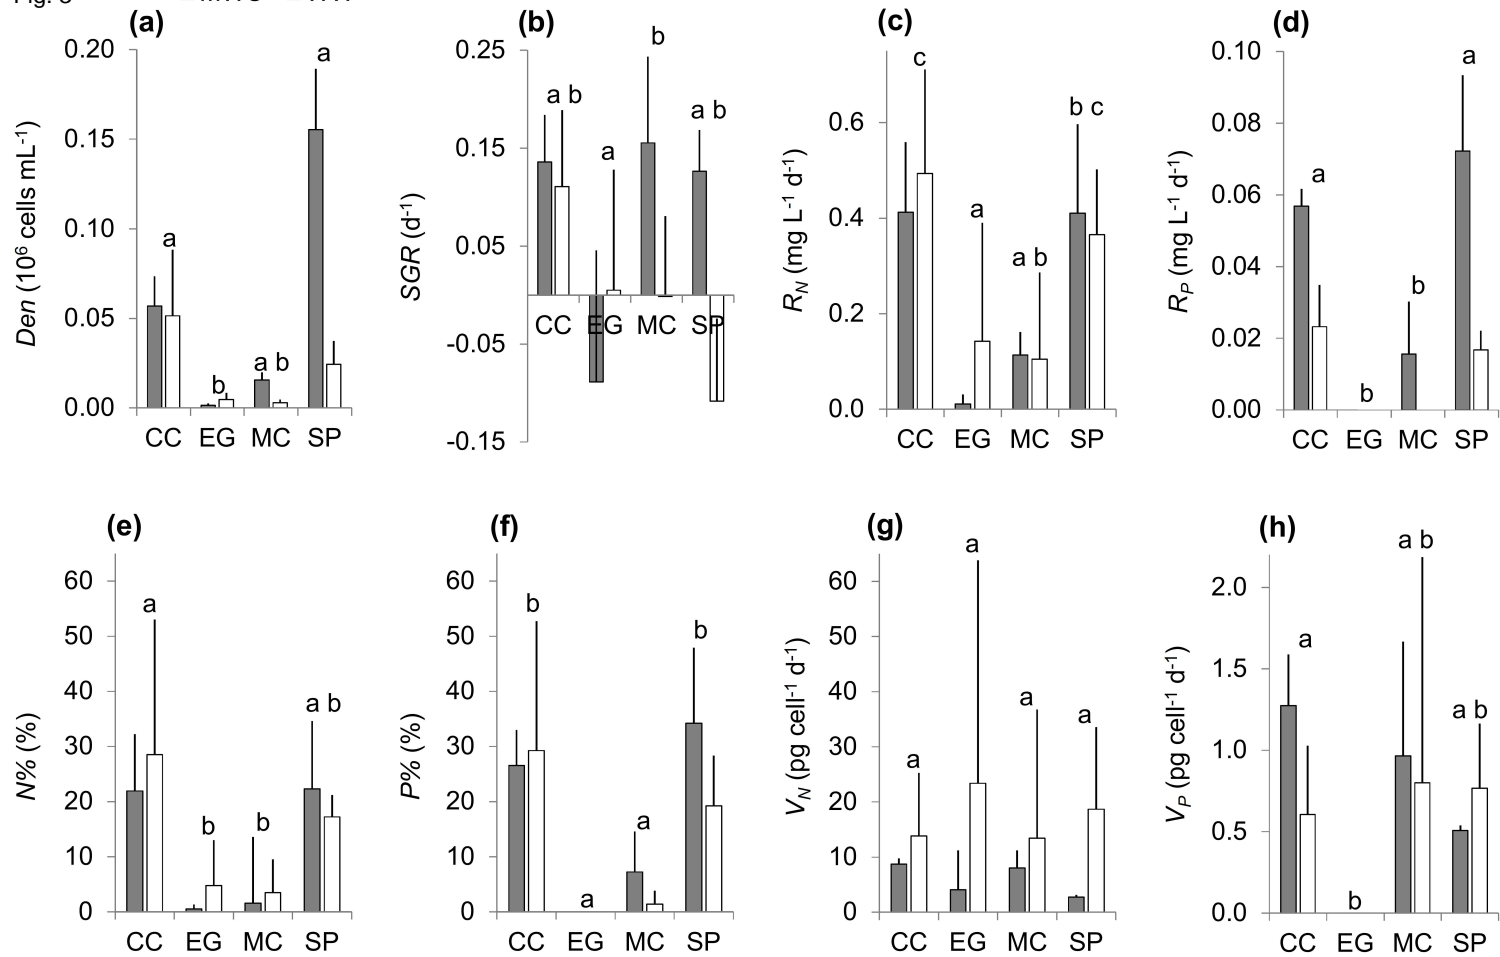 (a)
Den (10⁶ cells mL⁻¹)
0.20
0.15
0.10
0.05
0.00
a
b
a b
a
CC EG MC SP
(b)
SGR (d⁻¹)
0.25
0.15
0.05
-0.05
-0.15
a b
a
b
a b
CC EG MC SP
(c)
R_N (mg L⁻¹ d⁻¹)
0.6
0.4
0.2
0.0
c
a
a b
b c
CC EG MC SP
(d)
R_P (mg L⁻¹ d⁻¹)
0.10
0.08
0.06
0.04
0.02
0.00
a
b
b
a
CC EG MC SP
(e)
N% (%)
60
50
40
30
20
10
0
a
b
b
a b
CC EG MC SP
(f)
P% (%)
60
50
40
30
20
10
0
b
a
a
b
CC EG MC SP
(g)
V_N (pg cell⁻¹ d⁻¹)
60
50
40
30
20
10
0
a
a
a
a
CC EG MC SP
(h)
V_P (pg cell⁻¹ d⁻¹)
2.0
1.5
1.0
0.5
0.0
a
b
a b
a b
CC EG MC SP